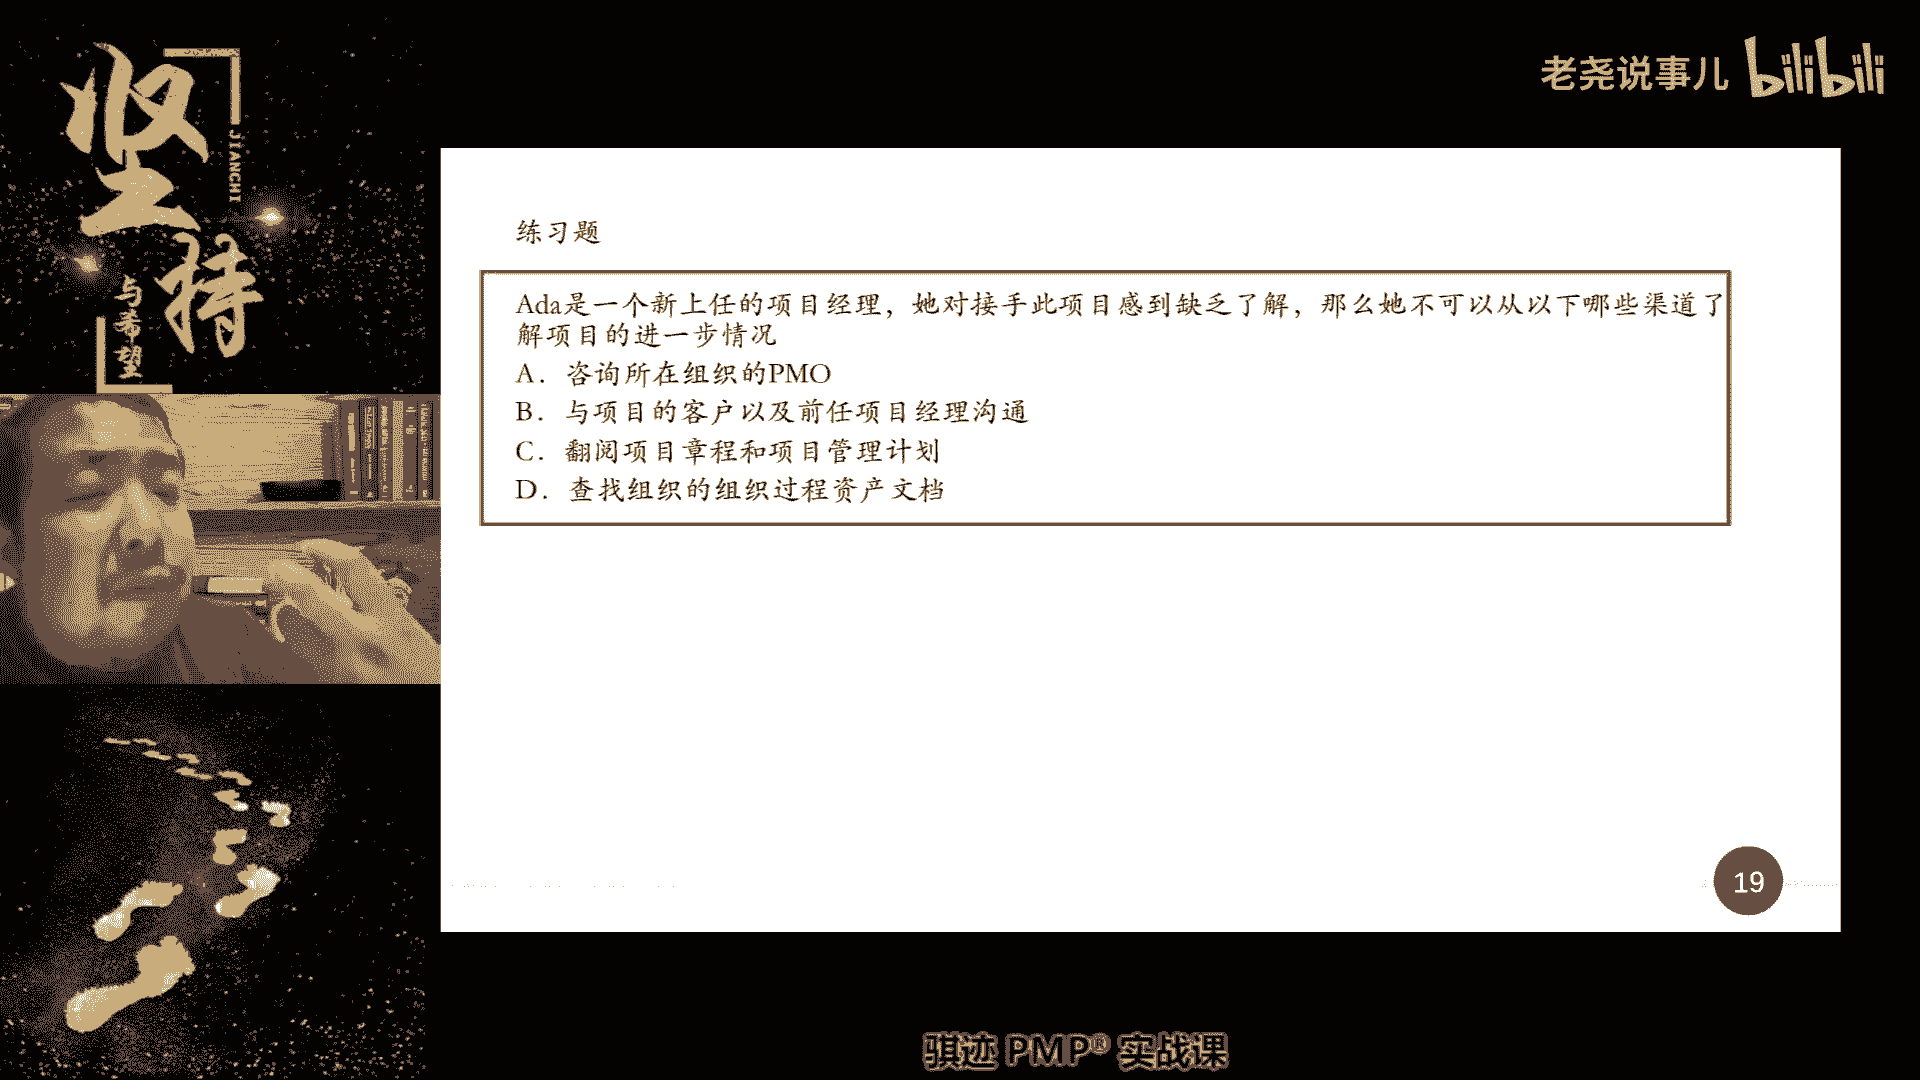 坚持
JIANCHI
与希望
老尧说事儿 bilibili
练习题
Ada是一个新上任的项目经理，她对接手此项目感到缺乏了解，那么她不可以从以下哪些渠道了
解项目的进一步情况
A．咨询所在组织的PMO
B．与项目的客户以及前任项目经理沟通
C．翻阅项目章程和项目管理计划
D．查找组织的组织过程资产文档
19
骐迹 PMP® 实战课